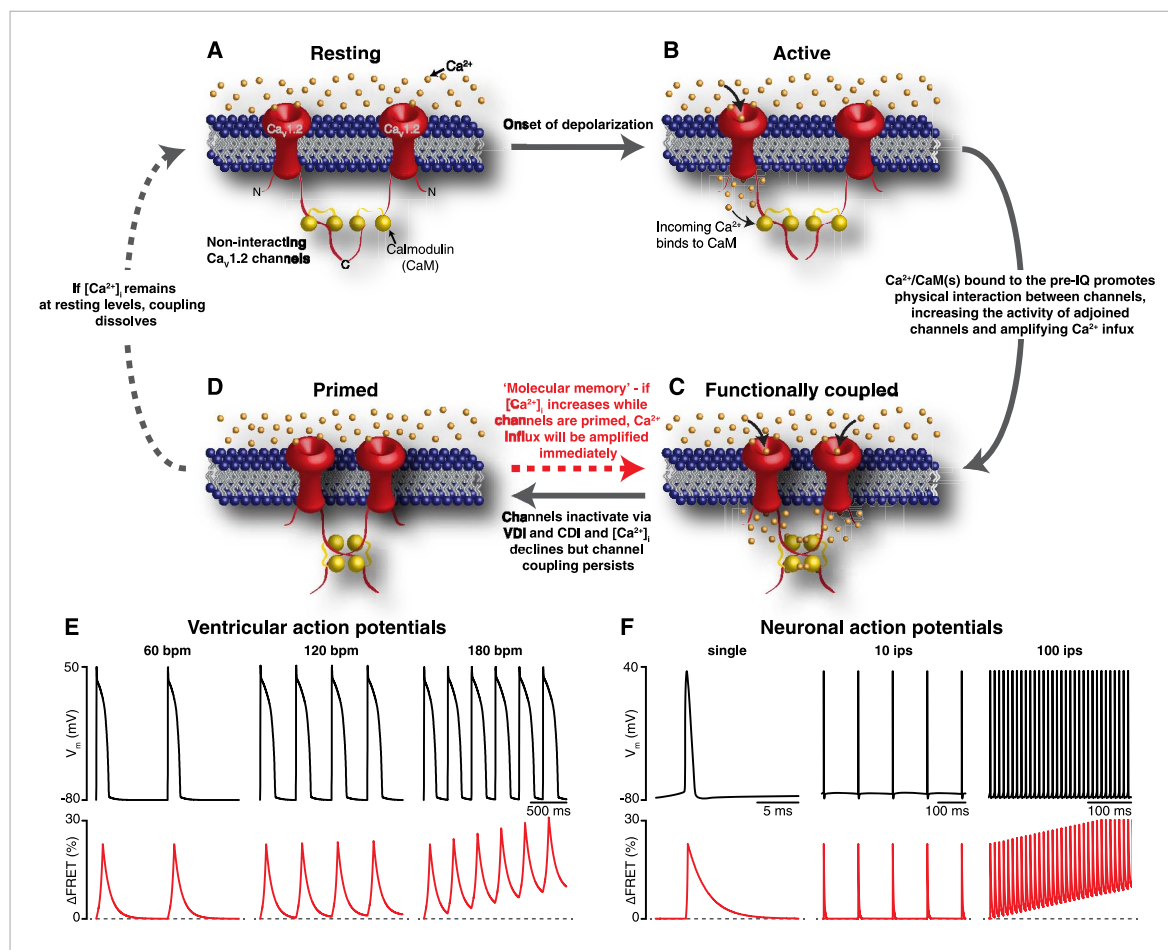 A
Resting
Ca²⁺
Caᵥ1.2
Caᵥ1.2
N
N
Non-interacting
Caᵥ1.2 channels
C
Calmodulin
(CaM)
Onset of depolarization
B
Active
Incoming Ca²⁺
binds to CaM
Ca²⁺/CaM(s) bound to the pre-IQ promotes
physical interaction between channels,
increasing the activity of adjoined
channels and amplifying Ca²⁺ infux
If [Ca²⁺]ᵢ remains
at resting levels, coupling
dissolves
D
Primed
'Molecular memory' - if
[Ca²⁺]ᵢ increases while
channels are primed, Ca²⁺
influx will be amplified
immediately
Channels inactivate via
VDI and CDI and [Ca²⁺]ᵢ
declines but channel
coupling persists
C
Functionally coupled
E
Ventricular action potentials
60 bpm
120 bpm
180 bpm
50
Vₘ (mV)
-80
500 ms
30
ΔFRET (%)
0
F
Neuronal action potentials
single
10 ips
100 ips
40
Vₘ (mV)
-80
5 ms
100 ms
100 ms
30
ΔFRET (%)
0